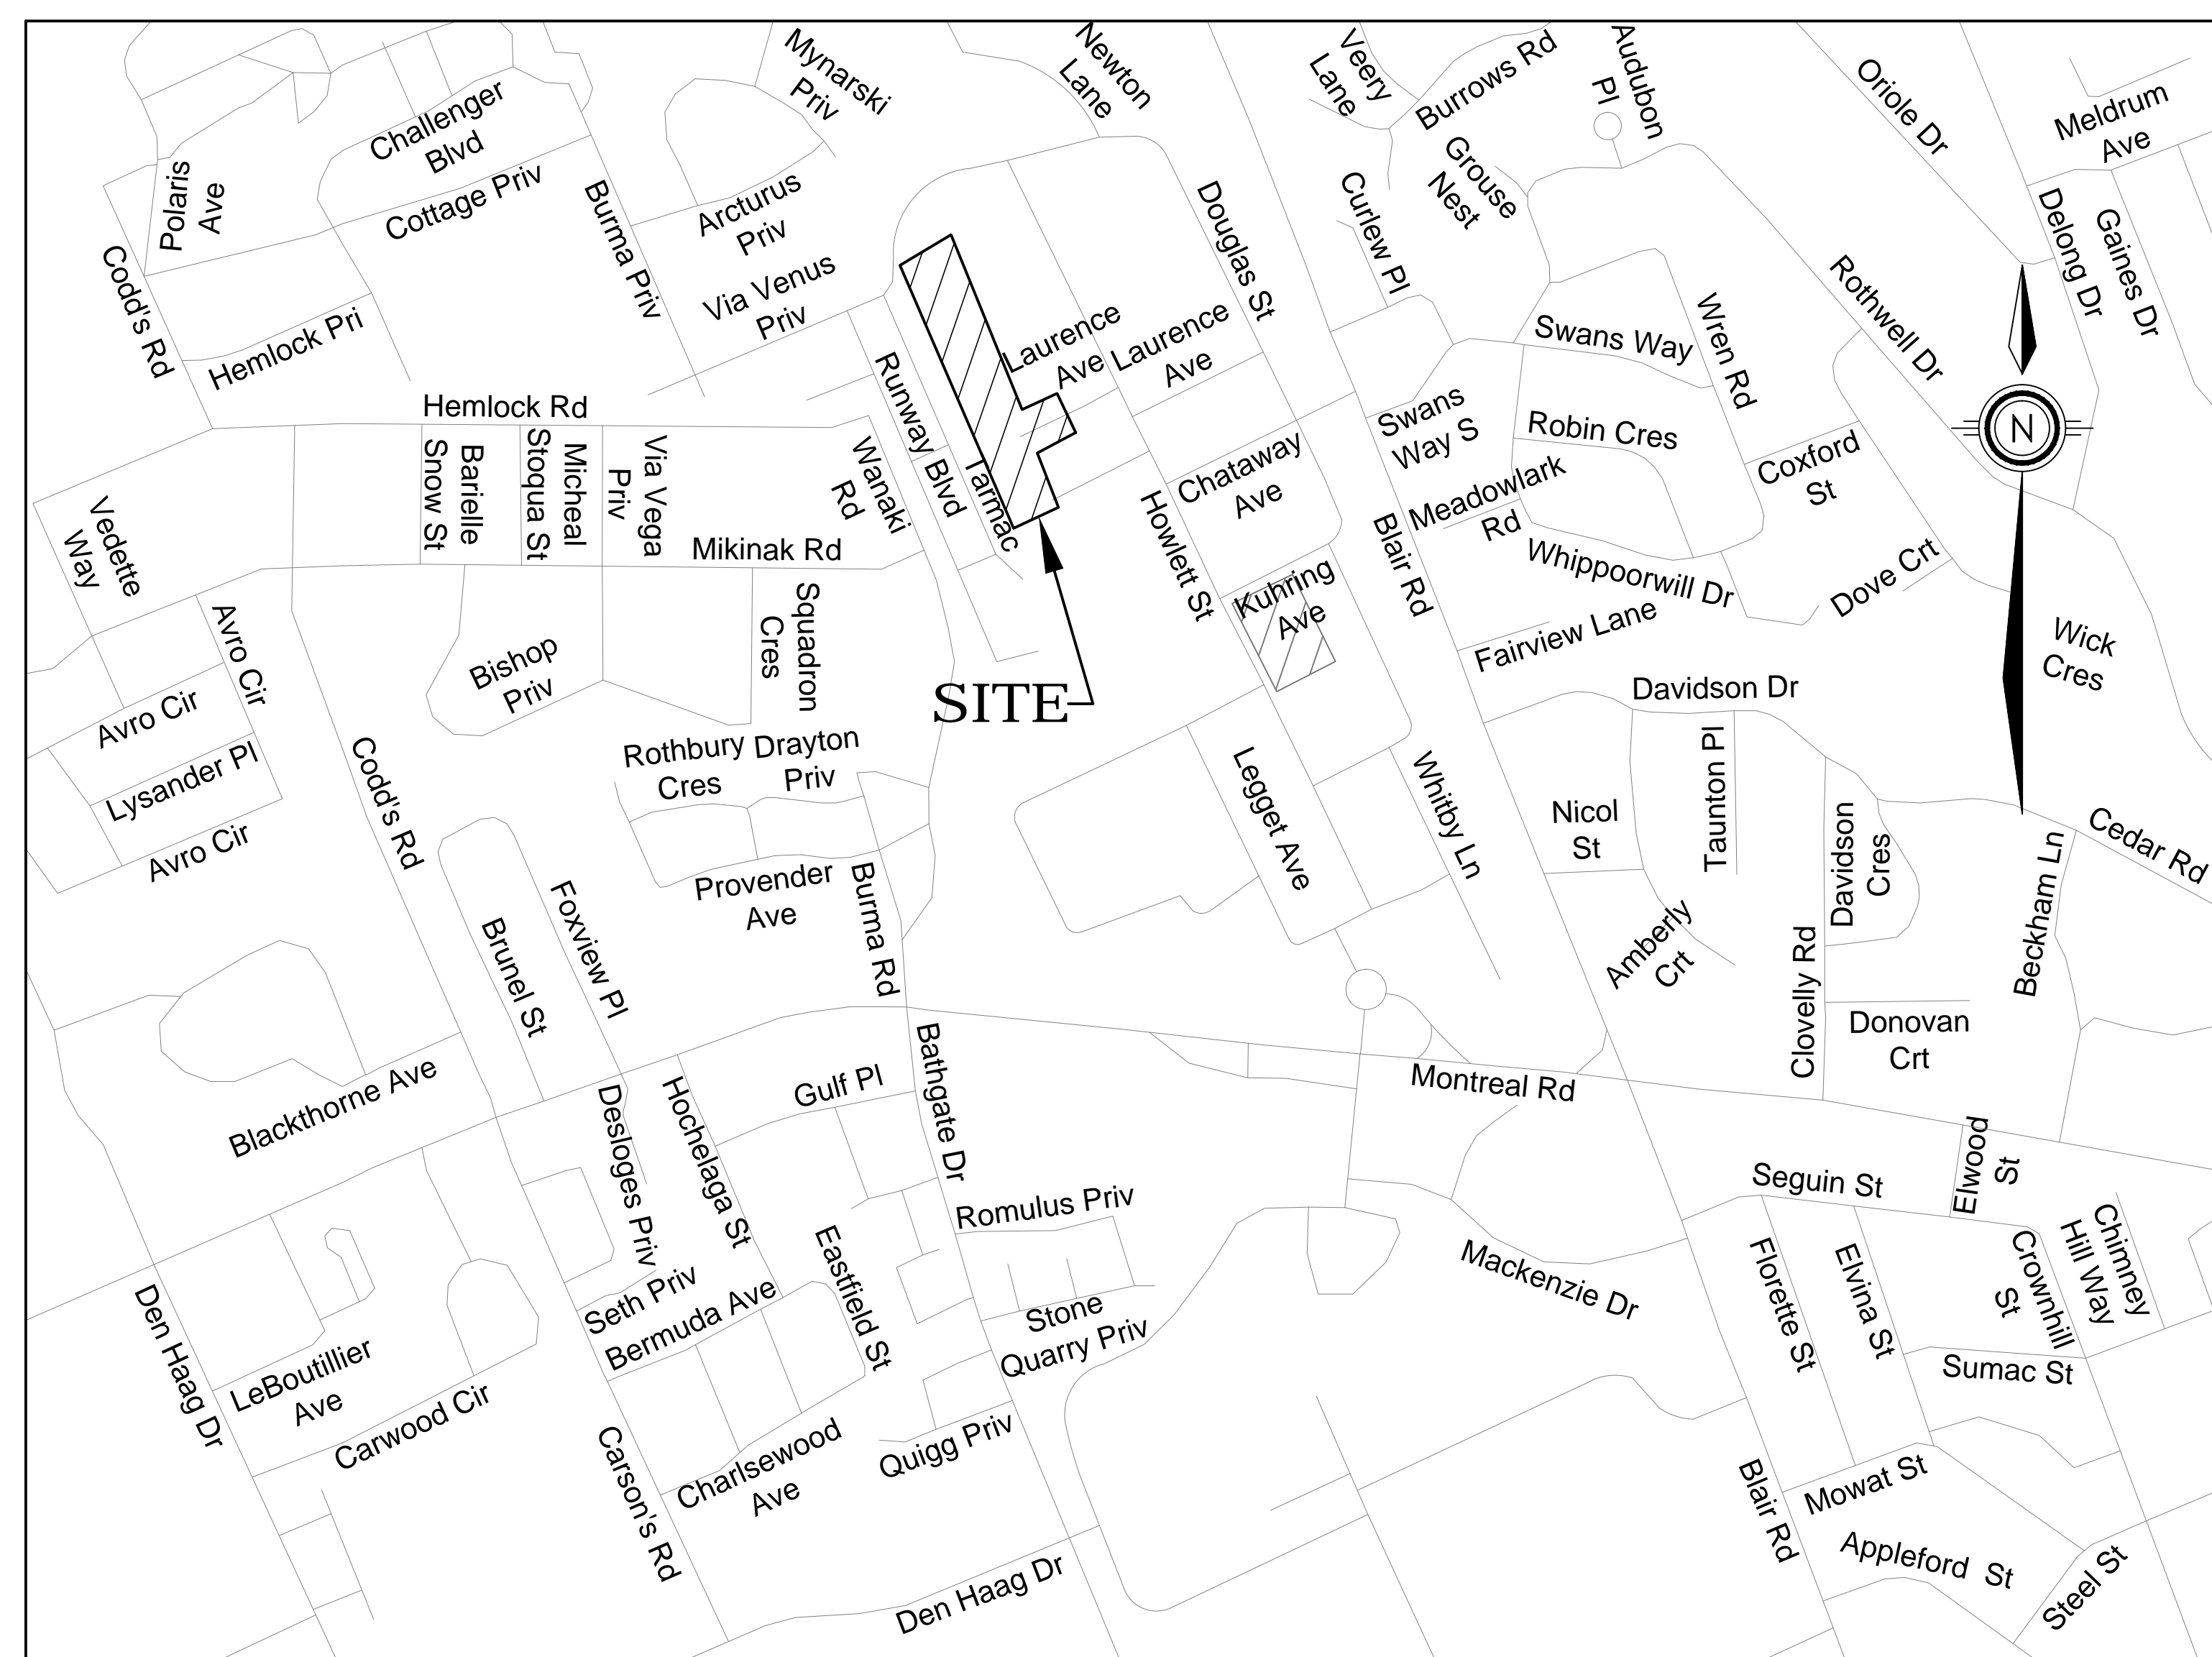 Mynarski
Priv
Newton
Lane
Veery
Lane
Burrows Rd
Audubon
Pl
Oriole Dr
Meldrum
Ave
Challenger
Blvd
Cottage Priv
Polaris
Ave
Codd's Rd
Hemlock Pri
Burma Priv
Arcturus
Priv
Via Venus
Priv
Douglas St
Curlew Pl
Grouse
Nest
Rothwell Dr
Delong Dr
Gaines Dr
Laurence
Ave
Laurence
Ave
Swans Way
Wren Rd
Hemlock Rd
Runway Blvd
Tarmac
Wanaki
Rd
Swans
Way S
Robin Cres
Coxford
St
N
Snow St
Barielle
Stoqua St
Micheal
Priv
Via Vega
Mikinak Rd
Chataway
Ave
Meadowlark
Rd
Howlett St
Blair Rd
Whippoorwill Dr
Dove Crt
Vedette
Way
Avro Cir
Squadron
Cres
Bishop
Priv
Kuhring
Ave
Fairview Lane
Wick
Cres
SITE
Davidson Dr
Avro Cir
Lysander Pl
Avro Cir
Codd's Rd
Rothbury
Cres
Drayton
Priv
Provender
Ave
Burma Rd
Legget Ave
Whitby Ln
Nicol
St
Taunton Pl
Davidson
Cres
Cedar Rd
Beckham Ln
Foxview Pl
Brunel St
Amberly
Crt
Clovelly Rd
Donovan
Crt
Blackthorne Ave
Desloges Priv
Hochelaga St
Gulf Pl
Bathgate Dr
Montreal Rd
Seguin St
Elwood
St
Romulus Priv
Mackenzie Dr
Florette St
Elvina St
Crownhill
St
Chimney
Hill Way
Den Haag Dr
Seth Priv
Bermuda Ave
Eastfield St
Stone
Quarry Priv
Sumac St
LeBoutillier
Ave
Carwood Cir
Carson's Rd
Charlsewood
Ave
Quigg Priv
Blair Rd
Mowat St
Appleford St
Steel St
Den Haag Dr